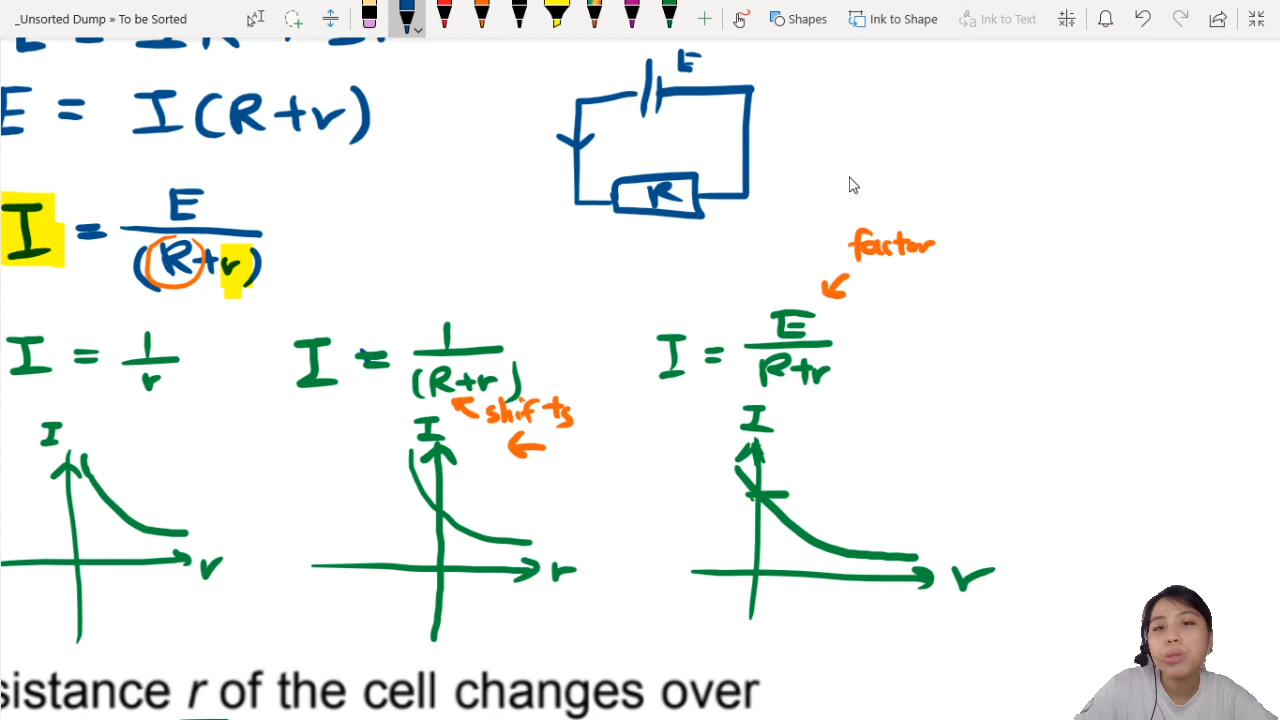 _Unsorted Dump » To be Sorted
Shapes
Ink to Shape
Ink to Text
E = I(R+r)
E
R
I = E/(R+r)
factor
I = 1/r
I = 1/(R+r)
I = E/R+r
shifts
I
I
I
r
r
r
sistance r of the cell changes over